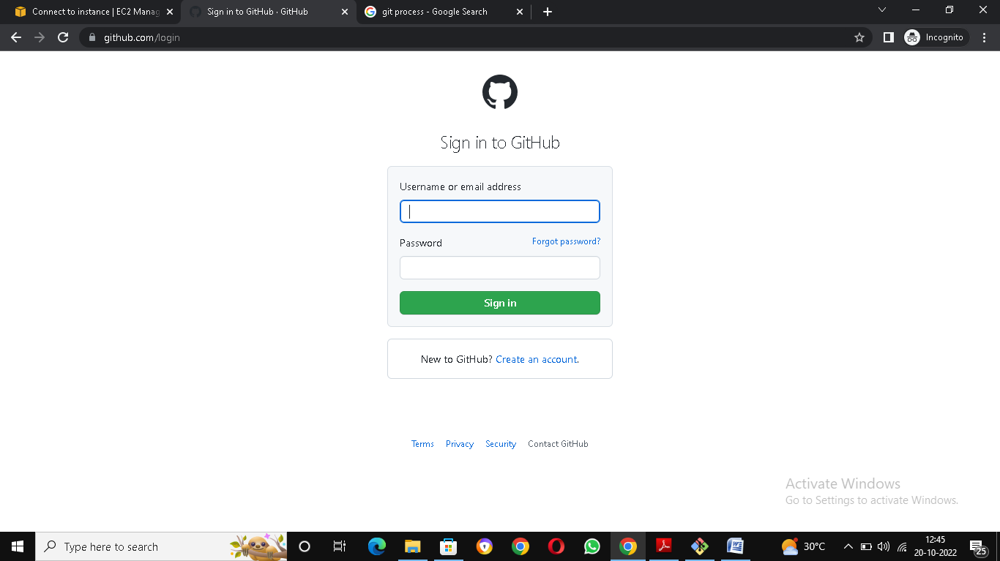 Connect to instance | EC2 Manag
Sign in to GitHub · GitHub
git process - Google Search
github.com/login
Incognito
Sign in to GitHub
Username or email address
Password
Forgot password?
Sign in
New to GitHub? Create an account.
Terms Privacy Security Contact GitHub
Activate Windows
Go to Settings to activate Windows.
Type here to search
30°C
12:45
20-10-2022
25